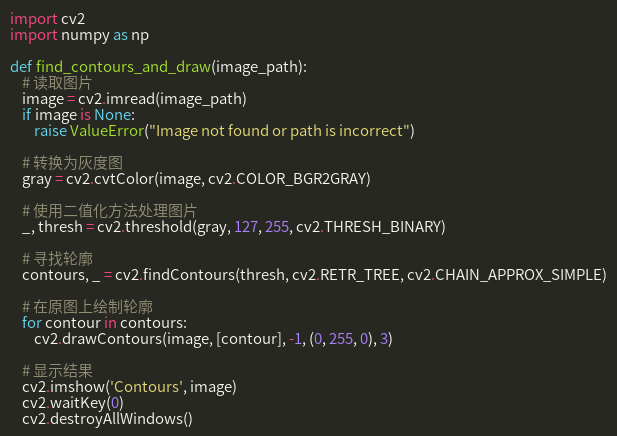 import cv2
import numpy as np
def find_contours_and_draw(image_path):
# 读取图片
image = cv2.imread(image_path)
if image is None:
raise ValueError("Image not found or path is incorrect")
# 转换为灰度图
gray = cv2.cvtColor(image, cv2.COLOR_BGR2GRAY)
# 使用二值化方法处理图片
_, thresh = cv2.threshold(gray, 127, 255, cv2.THRESH_BINARY)
# 寻找轮廓
contours, _ = cv2.findContours(thresh, cv2.RETR_TREE, cv2.CHAIN_APPROX_SIMPLE)
# 在原图上绘制轮廓
for contour in contours:
cv2.drawContours(image, [contour], -1, (0, 255, 0), 3)
# 显示结果
cv2.imshow('Contours', image)
cv2.waitKey(0)
cv2.destroyAllWindows()